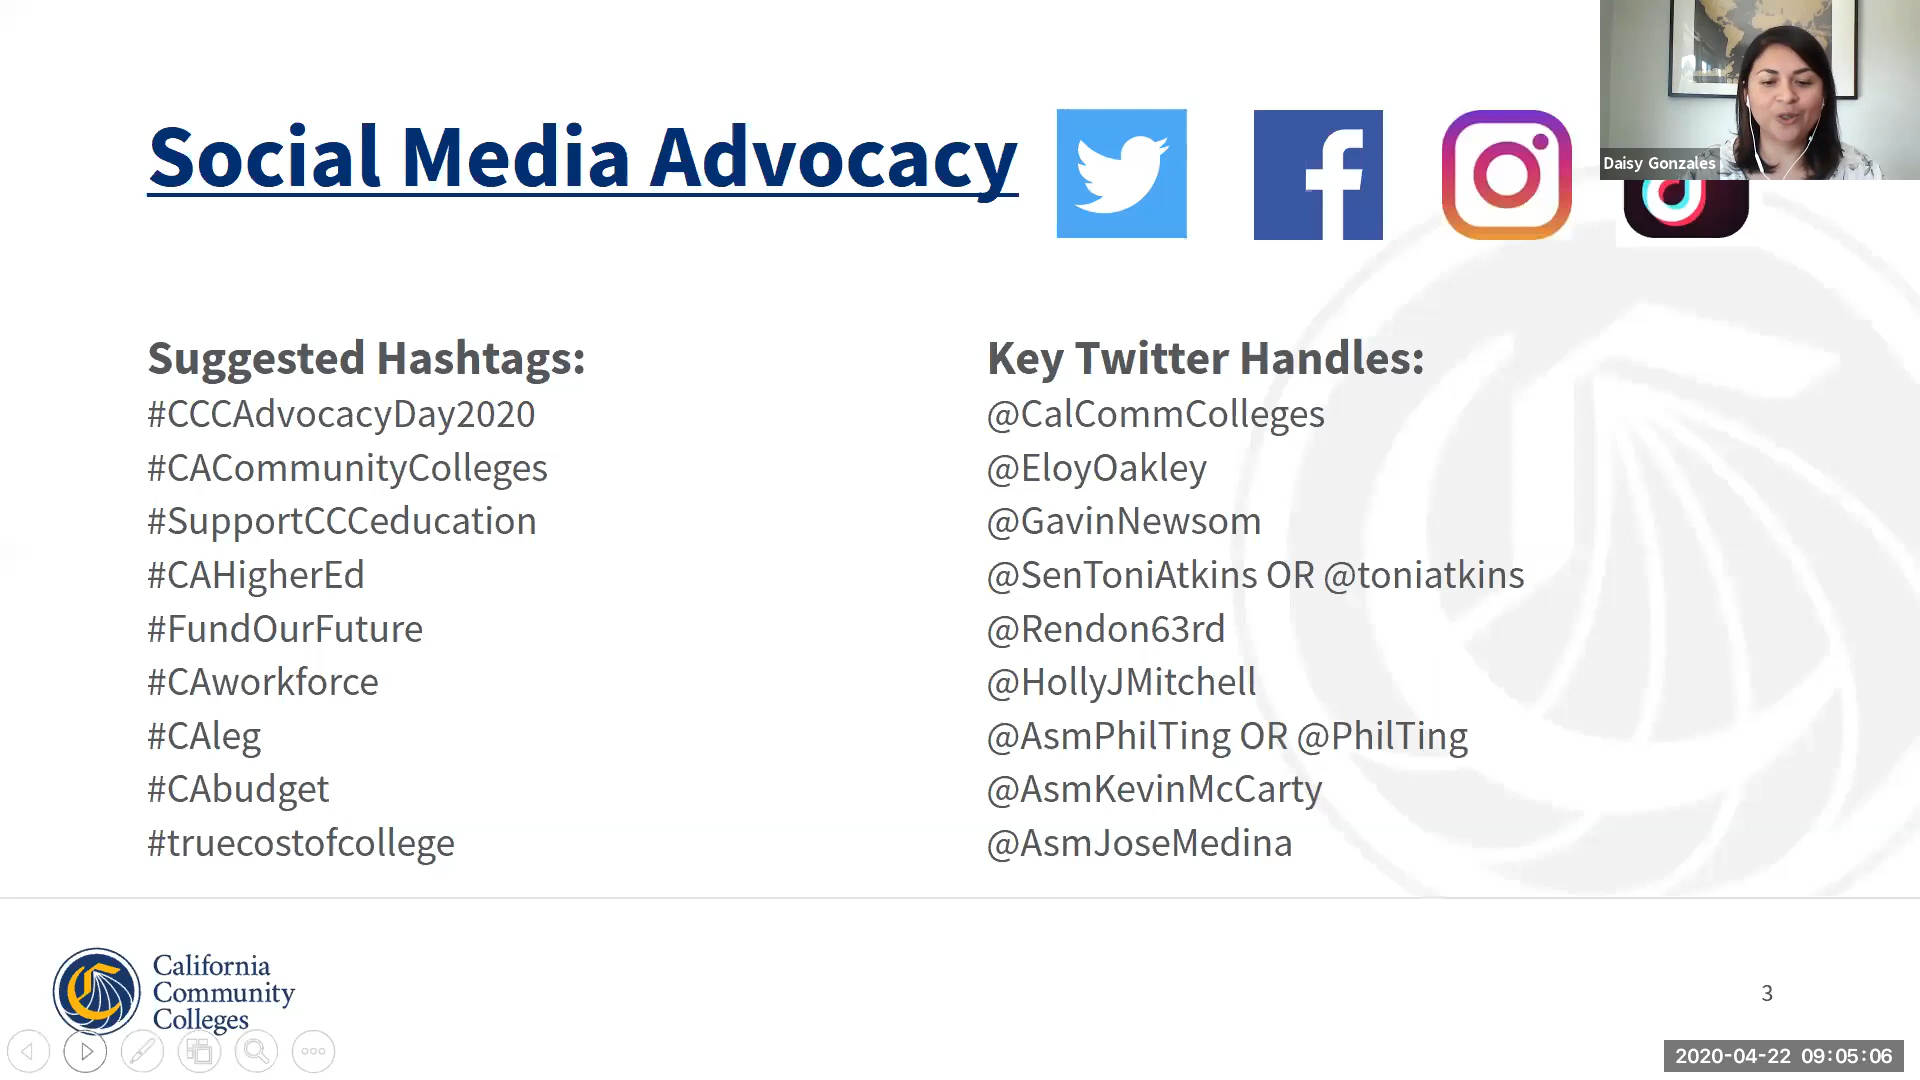 Social Media Advocacy
Daisy Gonzales
Suggested Hashtags:
#CCCAdvocacyDay2020
#CACommunityColleges
#SupportCCCeducation
#CAHigherEd
#FundOurFuture
#CAworkforce
#CAleg
#CAbudget
#truecostofcollege
Key Twitter Handles:
@CalCommColleges
@EloyOakley
@GavinNewsom
@SenToniAtkins OR @toniatkins
@Rendon63rd
@HollyJMitchell
@AsmPhilTing OR @PhilTing
@AsmKevinMcCarty
@AsmJoseMedina
California
Community
Colleges
3
2020-04-22 09:05:06